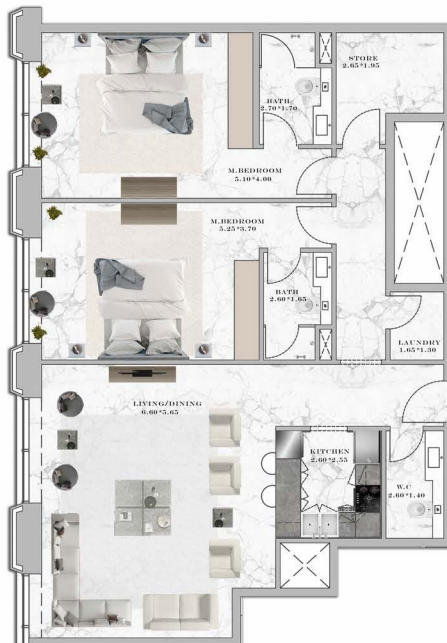 STORE
2.65*1.95
BATH
2.70*1.70
M.BEDROOM
5.10*4.00
M.BEDROOM
5.25*3.70
BATH
2.60*1.65
LAUNDRY
1.65*1.30
LIVING/DINING
6.60*5.65
KITCHEN
2.60*2.55
W.C
2.60*1.40